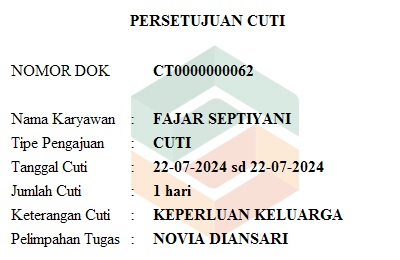 PERSETUJUAN CUTI
NOMOR DOK CT0000000062
Nama Karyawan : FAJAR SEPTIYANI
Tipe Pengajuan : CUTI
Tanggal Cuti : 22-07-2024 sd 22-07-2024
Jumlah Cuti : 1 hari
Keterangan Cuti : KEPERLUAN KELUARGA
Pelimpahan Tugas : NOVIA DIANSARI